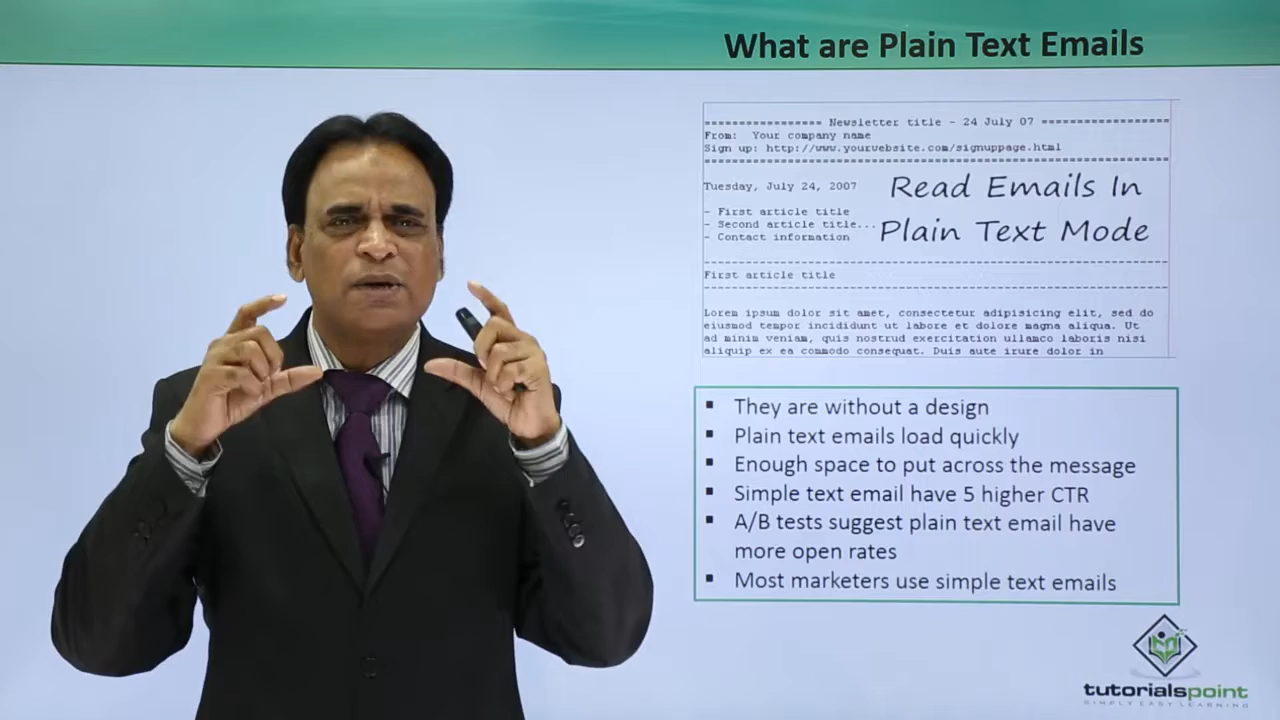 What are Plain Text Emails
================ Newsletter title - 24 July 07 =================
From: Your company name
Sign up: http://www.yourwebsite.com/signuppage.html
Tuesday, July 24, 2007
Read Emails In
Plain Text Mode
- First article title
- Second article title...
- Contact information
First article title
Lorem ipsum dolor sit amet, consectetur adipisicing elit, sed do
eiusmod tempor incididunt ut labore et dolore magna aliqua. Ut
ad minim veniam, quis nostrud exercitation ullamco laboris nisi
aliquip ex ea commodo consequat. Duis aute irure dolor in
▪ They are without a design
▪ Plain text emails load quickly
▪ Enough space to put across the message
▪ Simple text email have 5 higher CTR
▪ A/B tests suggest plain text email have
more open rates
▪ Most marketers use simple text emails
tutorialspoint
SIMPLY EASY LEARNING